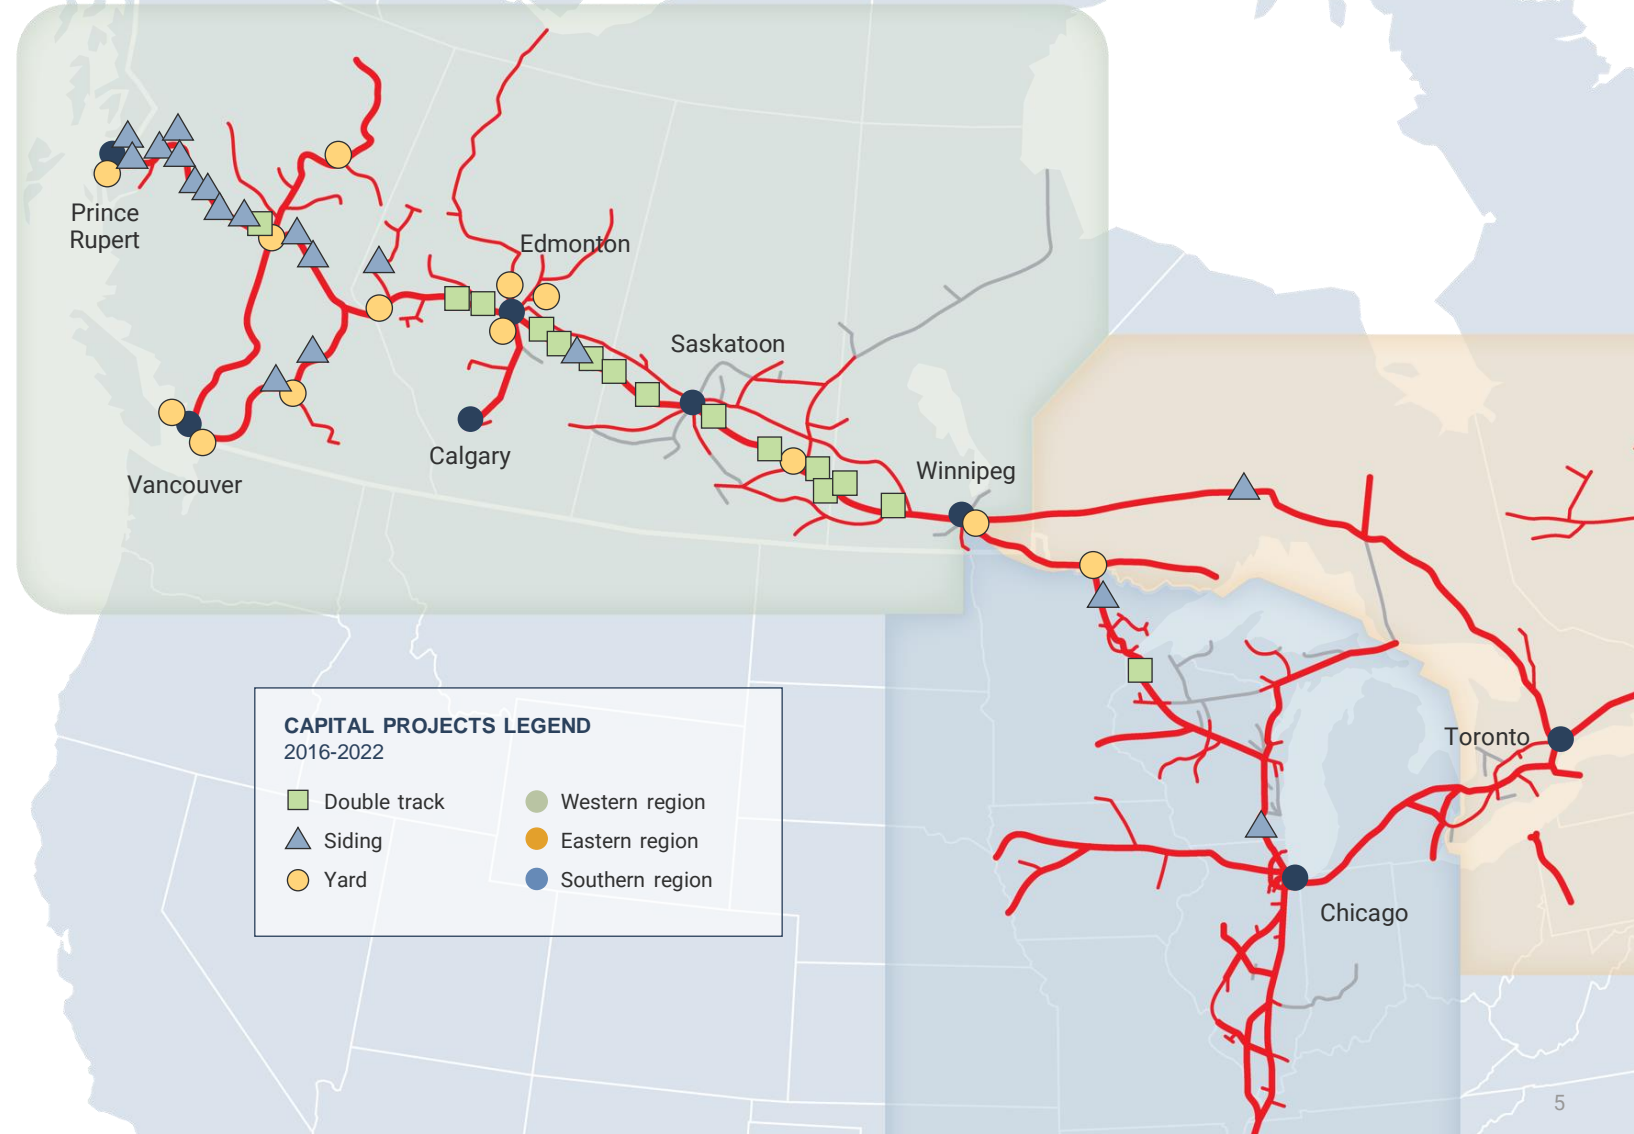 Prince
Rupert
Edmonton
Saskatoon
Vancouver
Calgary
Winnipeg
Toronto
Chicago
CAPITAL PROJECTS LEGEND
2016-2022
Double track
Western region
Siding
Eastern region
Yard
Southern region
5